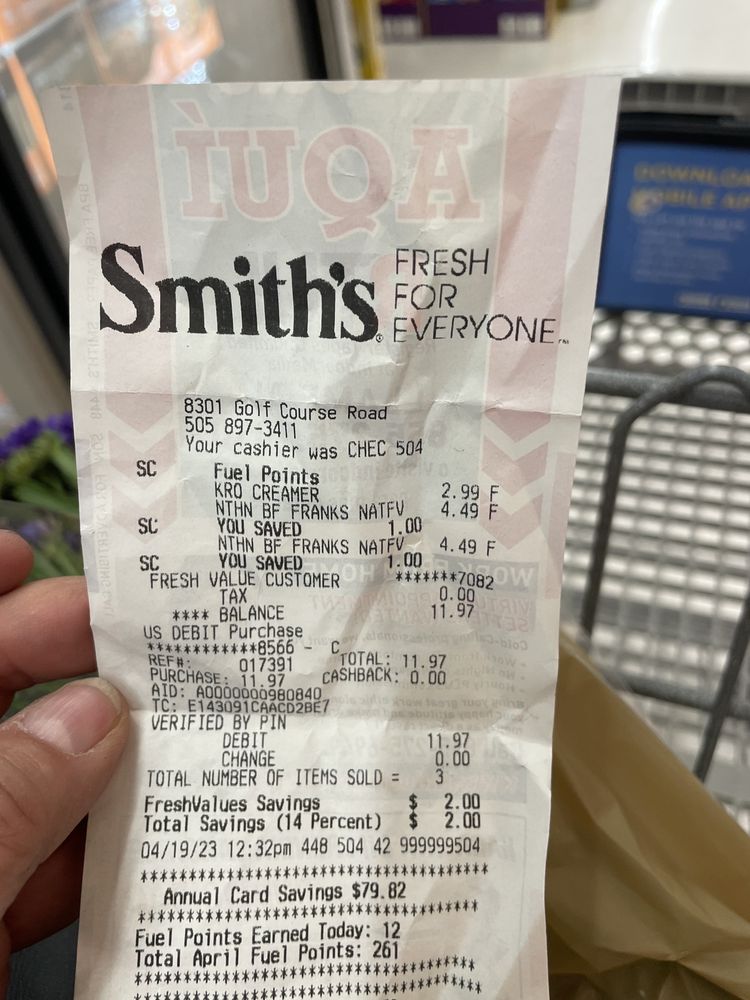 Smith's FRESH
FOR
EVERYONE™
8301 Golf Course Road
505 897-3411
Your cashier was CHEC 504
SC Fuel Points
KRO CREAMER 2.99 F
NTHN BF FRANKS NATFV 4.49 F
SC YOU SAVED 1.00
NTHN BF FRANKS NATFV 4.49 F
SC YOU SAVED 1.00
FRESH VALUE CUSTOMER *******7082
TAX 0.00
**** BALANCE 11.97
US DEBIT Purchase
************8566 - C
REF#: 017391 TOTAL: 11.97
PURCHASE: 11.97 CASHBACK: 0.00
AID: A0000000980840
TC: E143091CAACD2BE7
VERIFIED BY PIN
DEBIT 11.97
CHANGE 0.00
TOTAL NUMBER OF ITEMS SOLD = 3
FreshValues Savings $ 2.00
Total Savings (14 Percent) $ 2.00
04/19/23 12:32pm 448 504 42 999999504
************************************
Annual Card Savings $79.82
************************************
Fuel Points Earned Today: 12
Total April Fuel Points: 261
************************************
************************************
AQUÍ
DOWNLOA
MOBILE AP